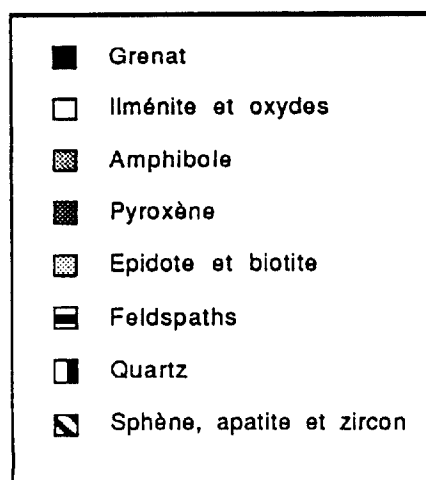 Grenat
Ilménite et oxydes
Amphibole
Pyroxène
Epidote et biotite
Feldspaths
Quartz
Sphène, apatite et zircon